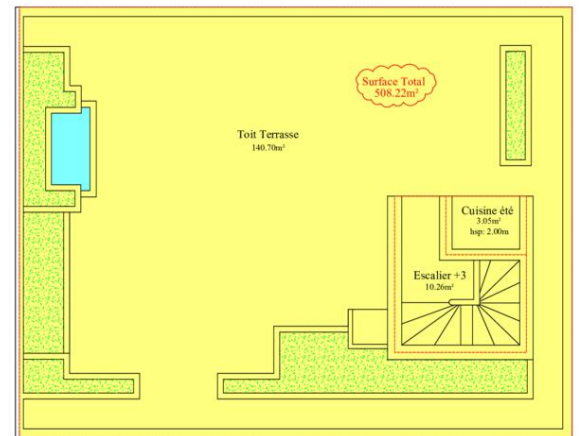 Surface Total
508.22m²
Toit Terrasse
140.70m²
Cuisine été
3.05m²
hsp: 2.00m
Escalier +3
10.26m²